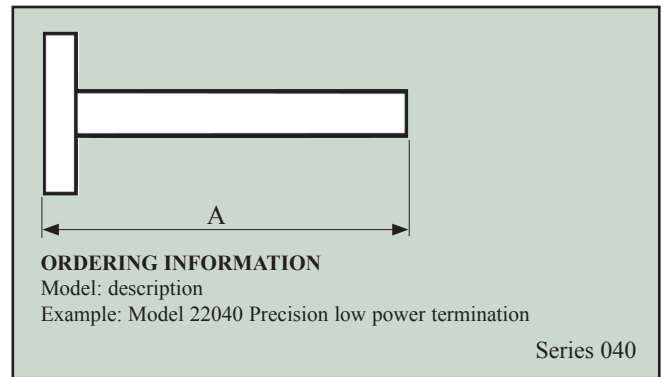 A
ORDERING INFORMATION
Model: description
Example: Model 22040 Precision low power termination
Series 040